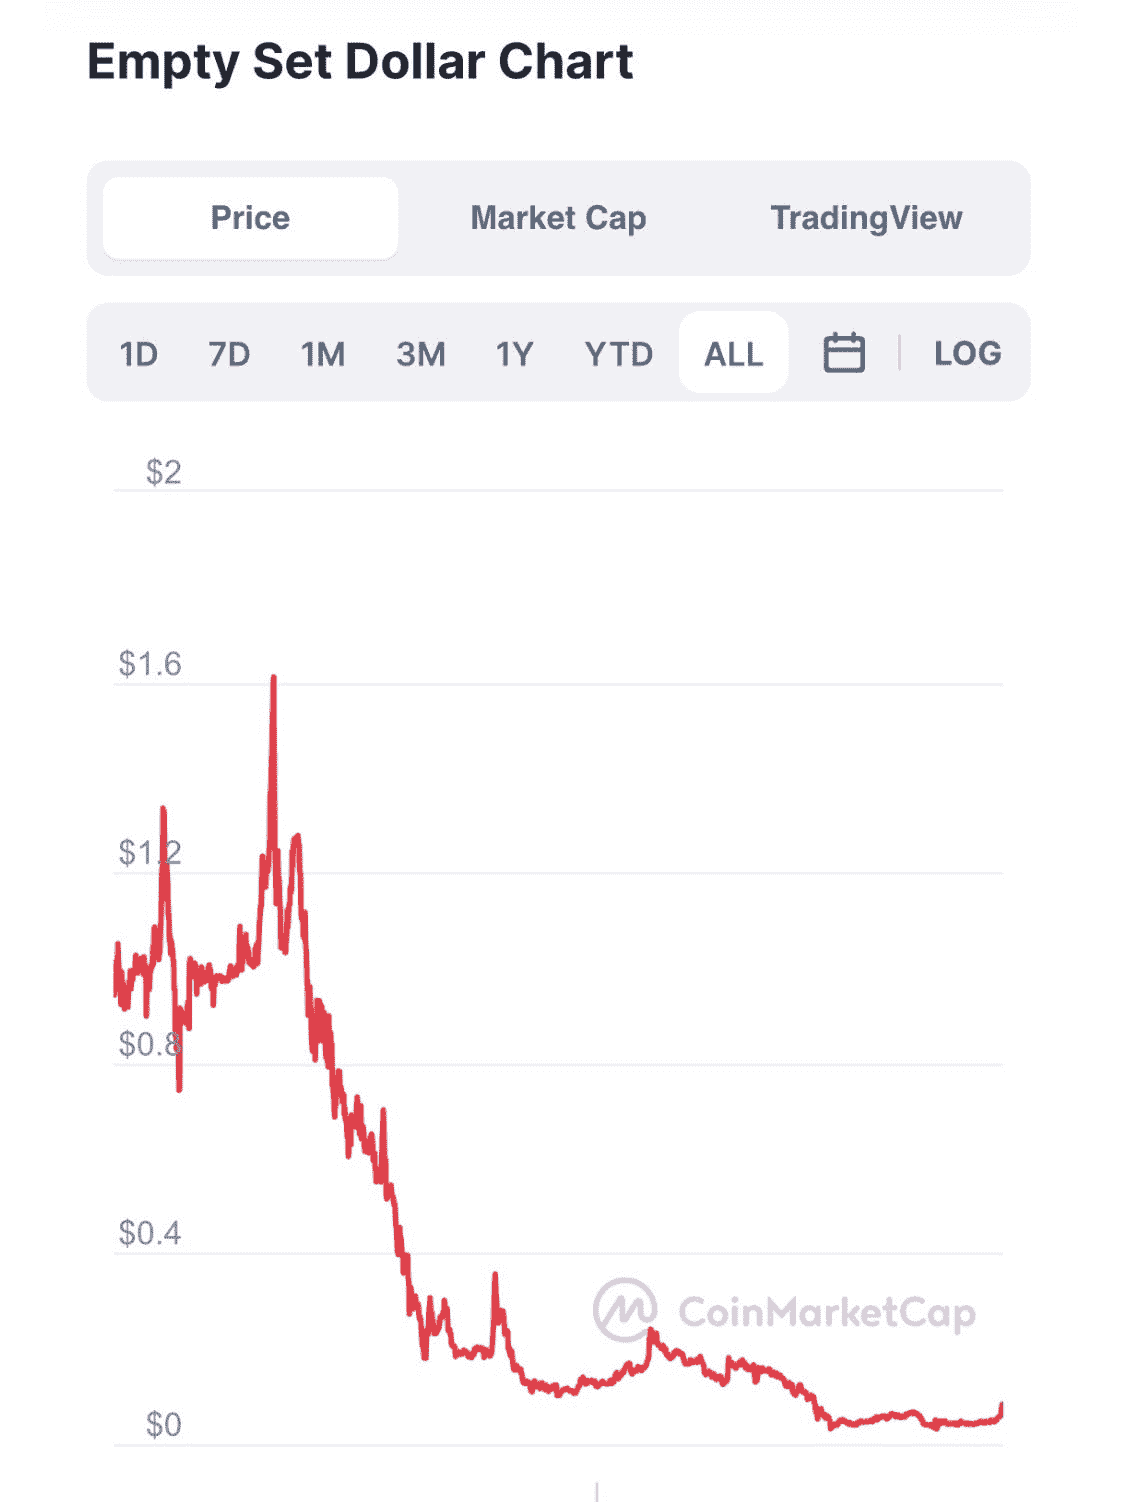 Empty Set Dollar Chart
Price Market Cap TradingView
1D 7D 1M 3M 1Y YTD ALL LOG
$2
$1.6
$1.2
$0.8
$0.4
CoinMarketCap
$0